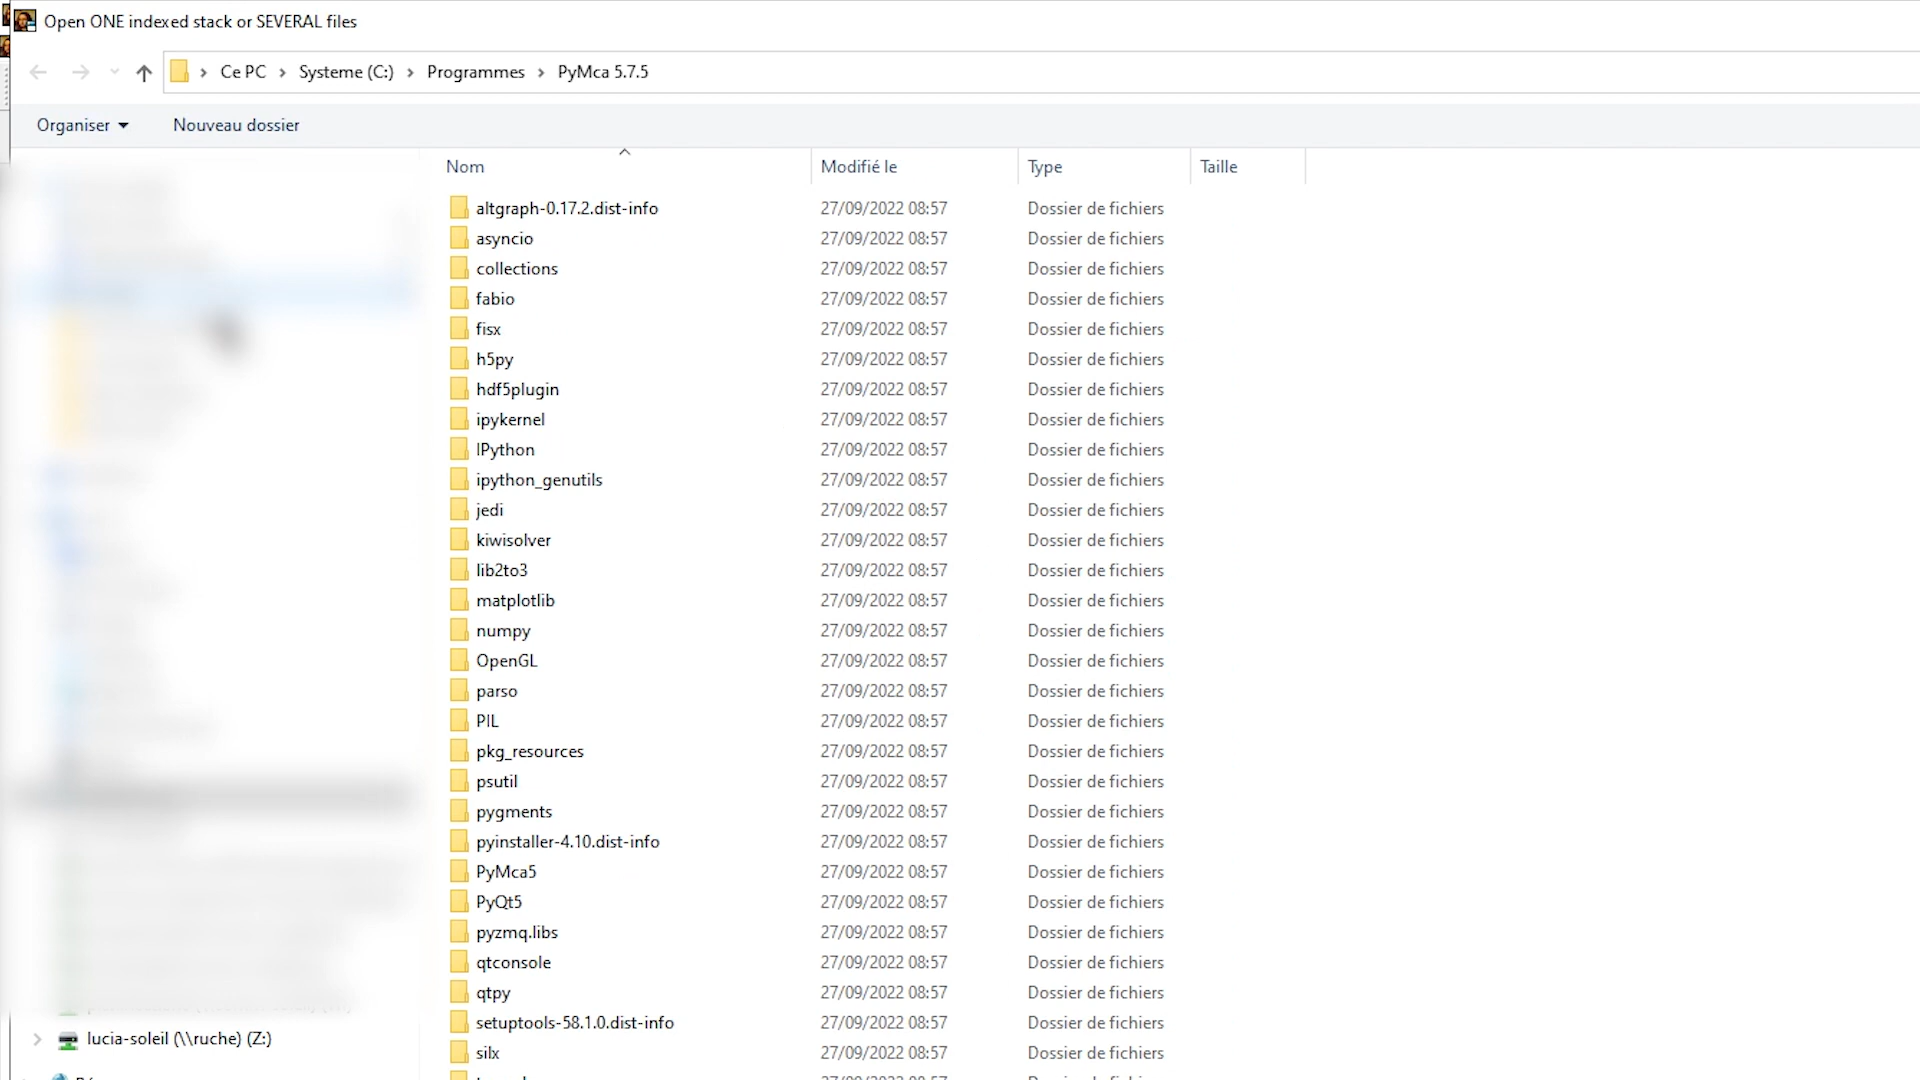 Open ONE indexed stack or SEVERAL files
Ce PC > Systeme (C:) > Programmes > PyMca 5.7.5
Organiser Nouveau dossier
Nom Modifié le Type Taille
altgraph-0.17.2.dist-info 27/09/2022 08:57 Dossier de fichiers
asyncio 27/09/2022 08:57 Dossier de fichiers
collections 27/09/2022 08:57 Dossier de fichiers
fabio 27/09/2022 08:57 Dossier de fichiers
fisx 27/09/2022 08:57 Dossier de fichiers
h5py 27/09/2022 08:57 Dossier de fichiers
hdf5plugin 27/09/2022 08:57 Dossier de fichiers
ipykernel 27/09/2022 08:57 Dossier de fichiers
IPython 27/09/2022 08:57 Dossier de fichiers
ipython_genutils 27/09/2022 08:57 Dossier de fichiers
jedi 27/09/2022 08:57 Dossier de fichiers
kiwisolver 27/09/2022 08:57 Dossier de fichiers
lib2to3 27/09/2022 08:57 Dossier de fichiers
matplotlib 27/09/2022 08:57 Dossier de fichiers
numpy 27/09/2022 08:57 Dossier de fichiers
OpenGL 27/09/2022 08:57 Dossier de fichiers
parso 27/09/2022 08:57 Dossier de fichiers
PIL 27/09/2022 08:57 Dossier de fichiers
pkg_resources 27/09/2022 08:57 Dossier de fichiers
psutil 27/09/2022 08:57 Dossier de fichiers
pygments 27/09/2022 08:57 Dossier de fichiers
pyinstaller-4.10.dist-info 27/09/2022 08:57 Dossier de fichiers
PyMca5 27/09/2022 08:57 Dossier de fichiers
PyQt5 27/09/2022 08:57 Dossier de fichiers
pyzmq.libs 27/09/2022 08:57 Dossier de fichiers
qtconsole 27/09/2022 08:57 Dossier de fichiers
qtpy 27/09/2022 08:57 Dossier de fichiers
setuptools-58.1.0.dist-info 27/09/2022 08:57 Dossier de fichiers
lucia-soleil (\\ruche) (Z:)
silx 27/09/2022 08:57 Dossier de fichiers